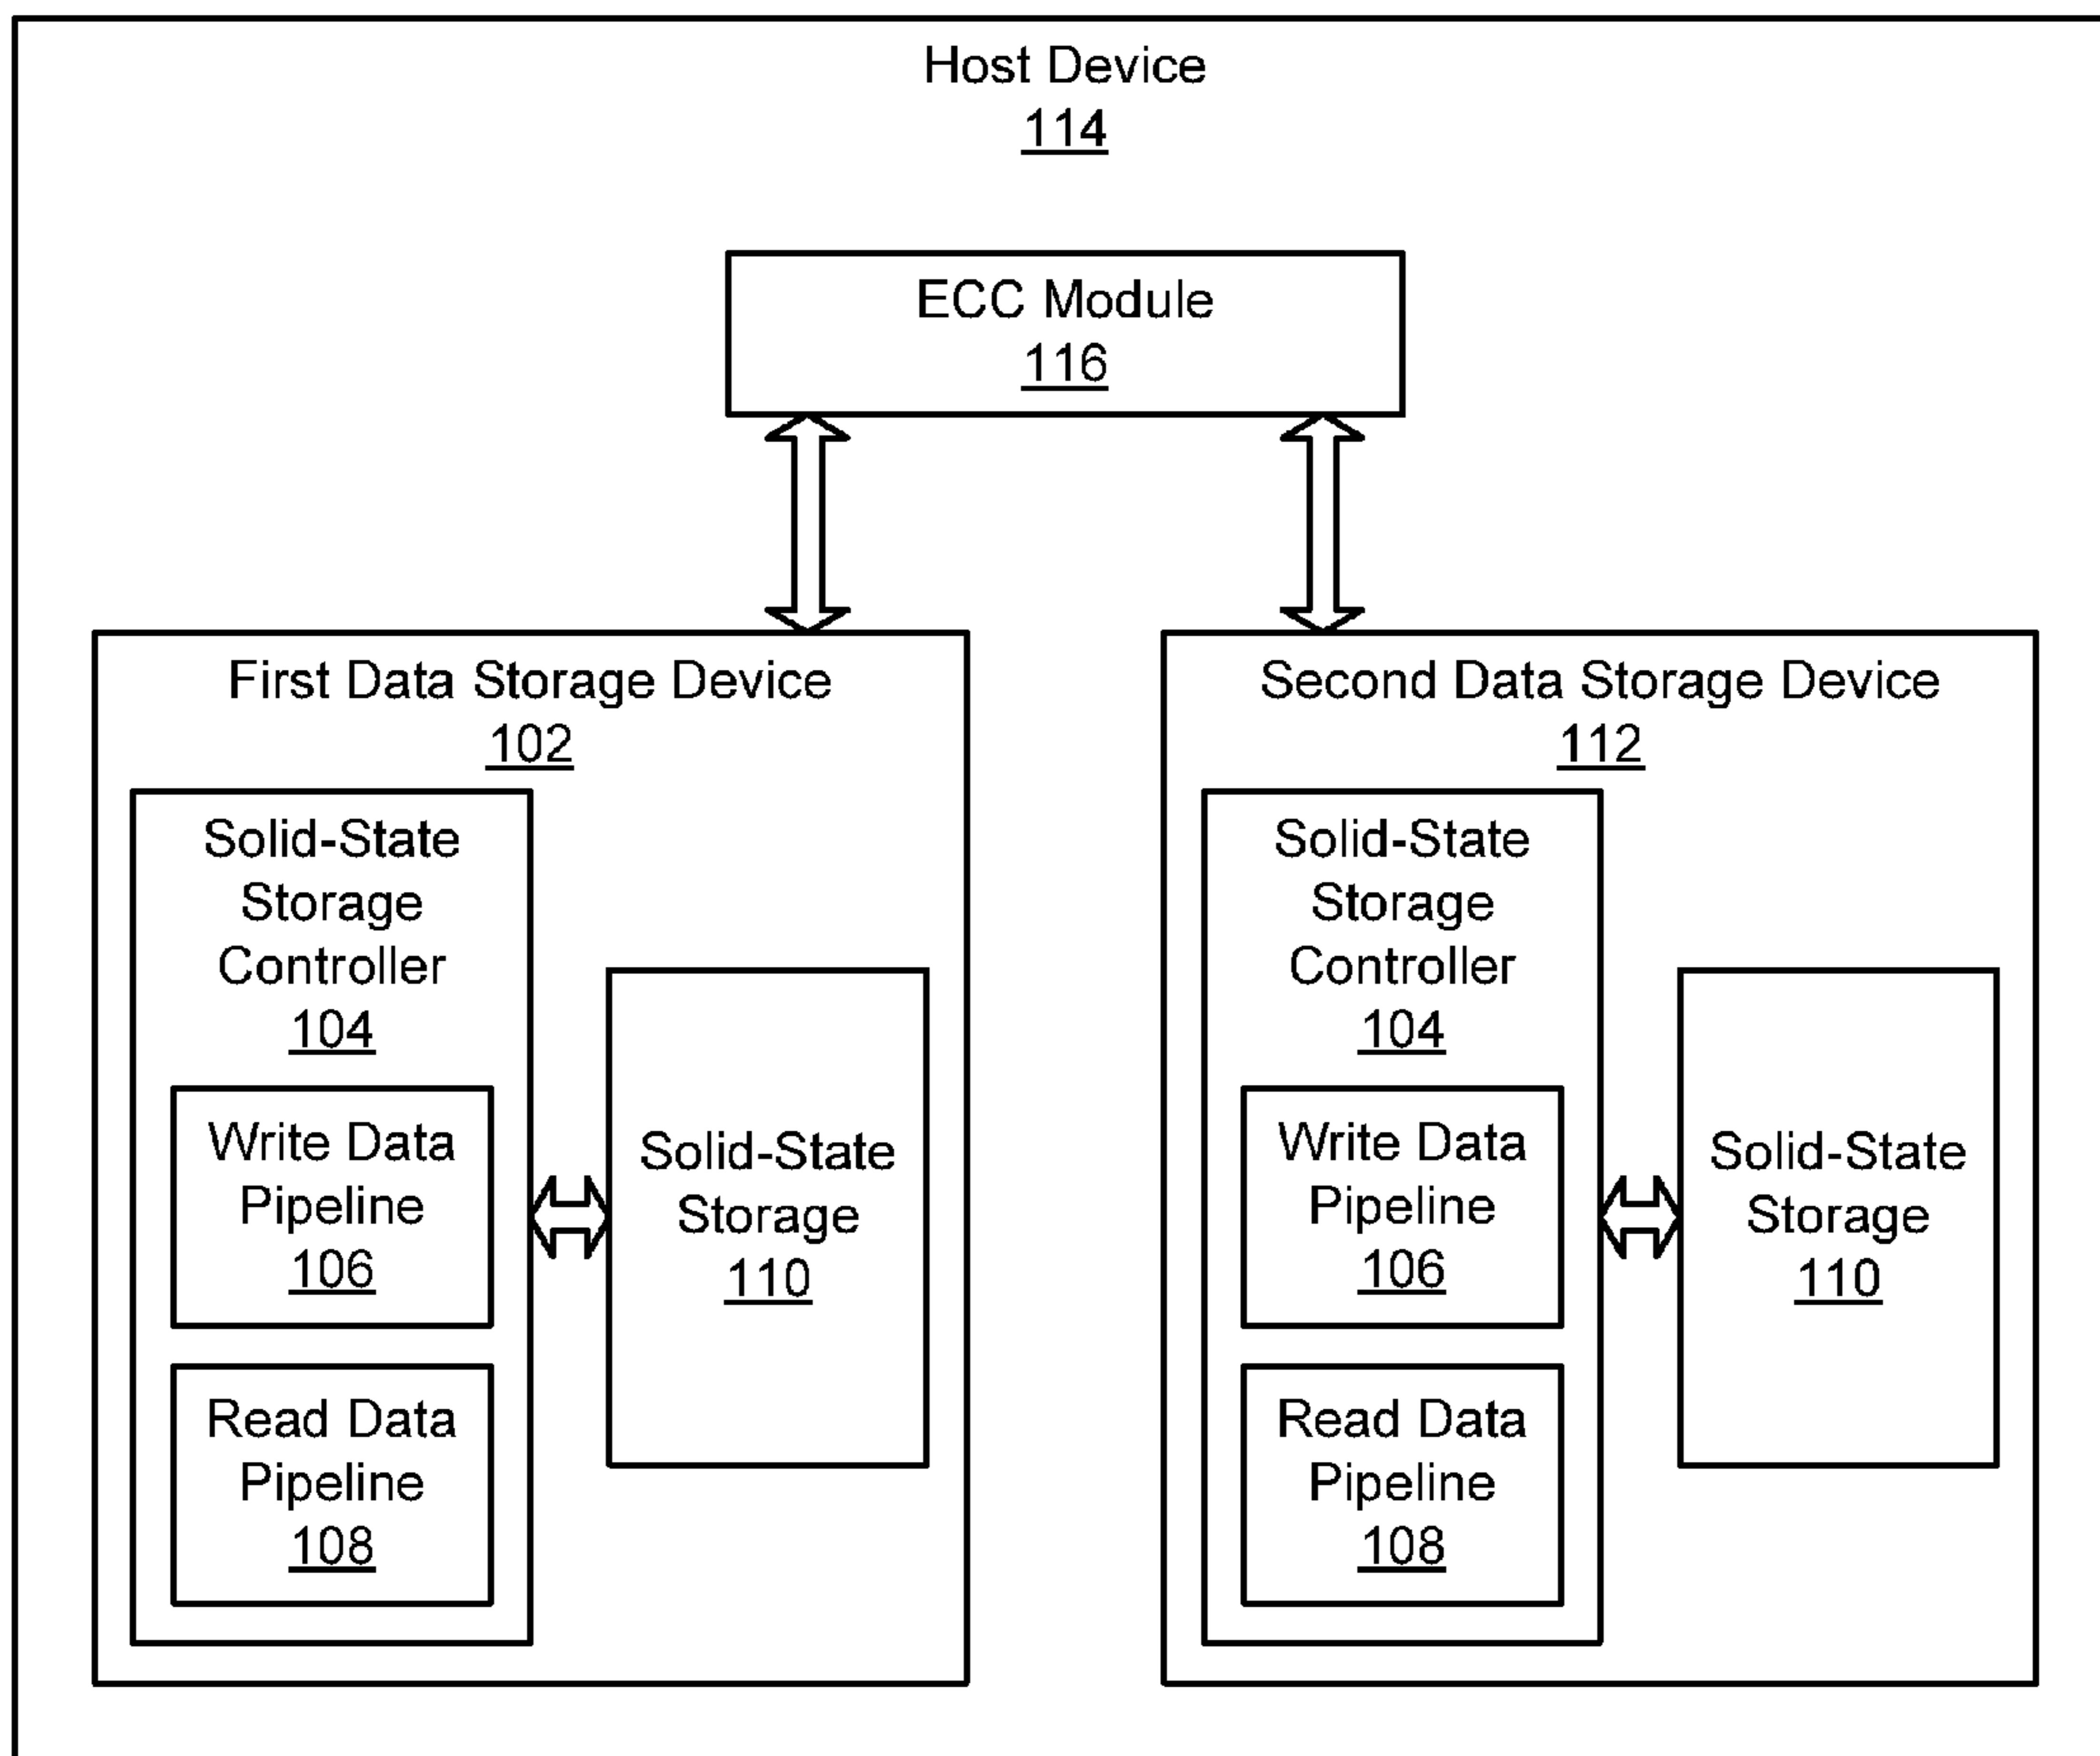 Host Device
114
ECC Module
116
First Data Storage Device
102
Solid-State
Storage
Controller
104
Write Data
Pipeline
106
Read Data
Pipeline
108
Solid-State
Storage
110
Second Data Storage Device
112
Solid-State
Storage
Controller
104
Write Data
Pipeline
106
Read Data
Pipeline
108
Solid-State
Storage
110